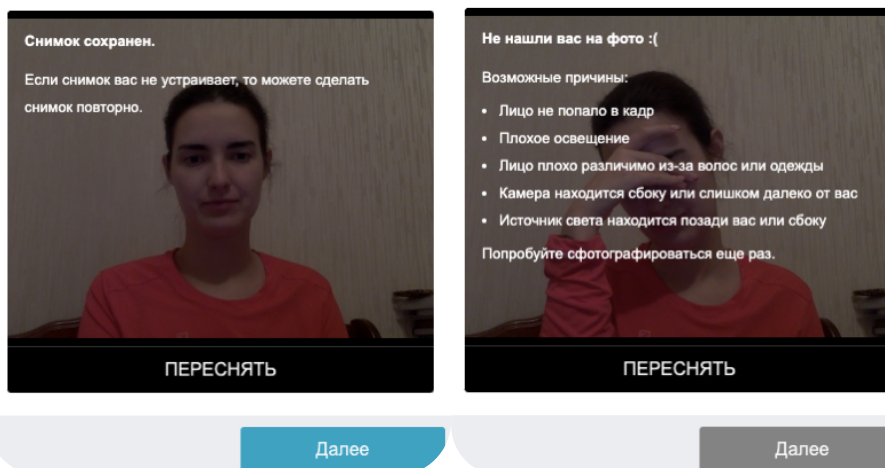 Снимок сохранен.
Если снимок вас не устраивает, то можете сделать
снимок повторно.
ПЕРЕСНЯТЬ
Далее
Не нашли вас на фото :(
Возможные причины:
• Лицо не попало в кадр
• Плохое освещение
• Лицо плохо различимо из-за волос или одежды
• Камера находится сбоку или слишком далеко от вас
• Источник света находится позади вас или сбоку
Попробуйте сфотографироваться еще раз.
ПЕРЕСНЯТЬ
Далее